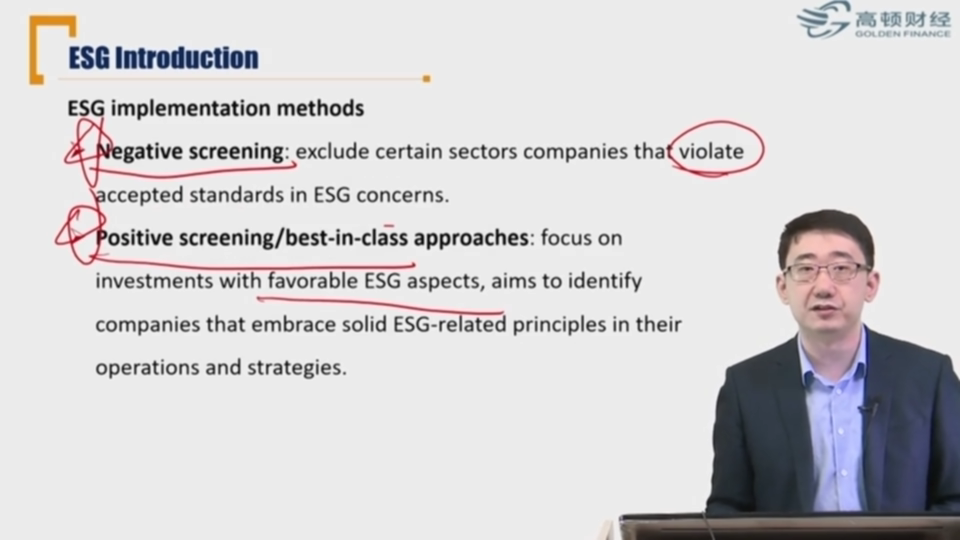 高顿财经
GOLDEN FINANCE
ESG Introduction
ESG implementation methods
Negative screening: exclude certain sectors companies that violate
accepted standards in ESG concerns.
Positive screening/best-in-class approaches: focus on
investments with favorable ESG aspects, aims to identify
companies that embrace solid ESG-related principles in their
operations and strategies.